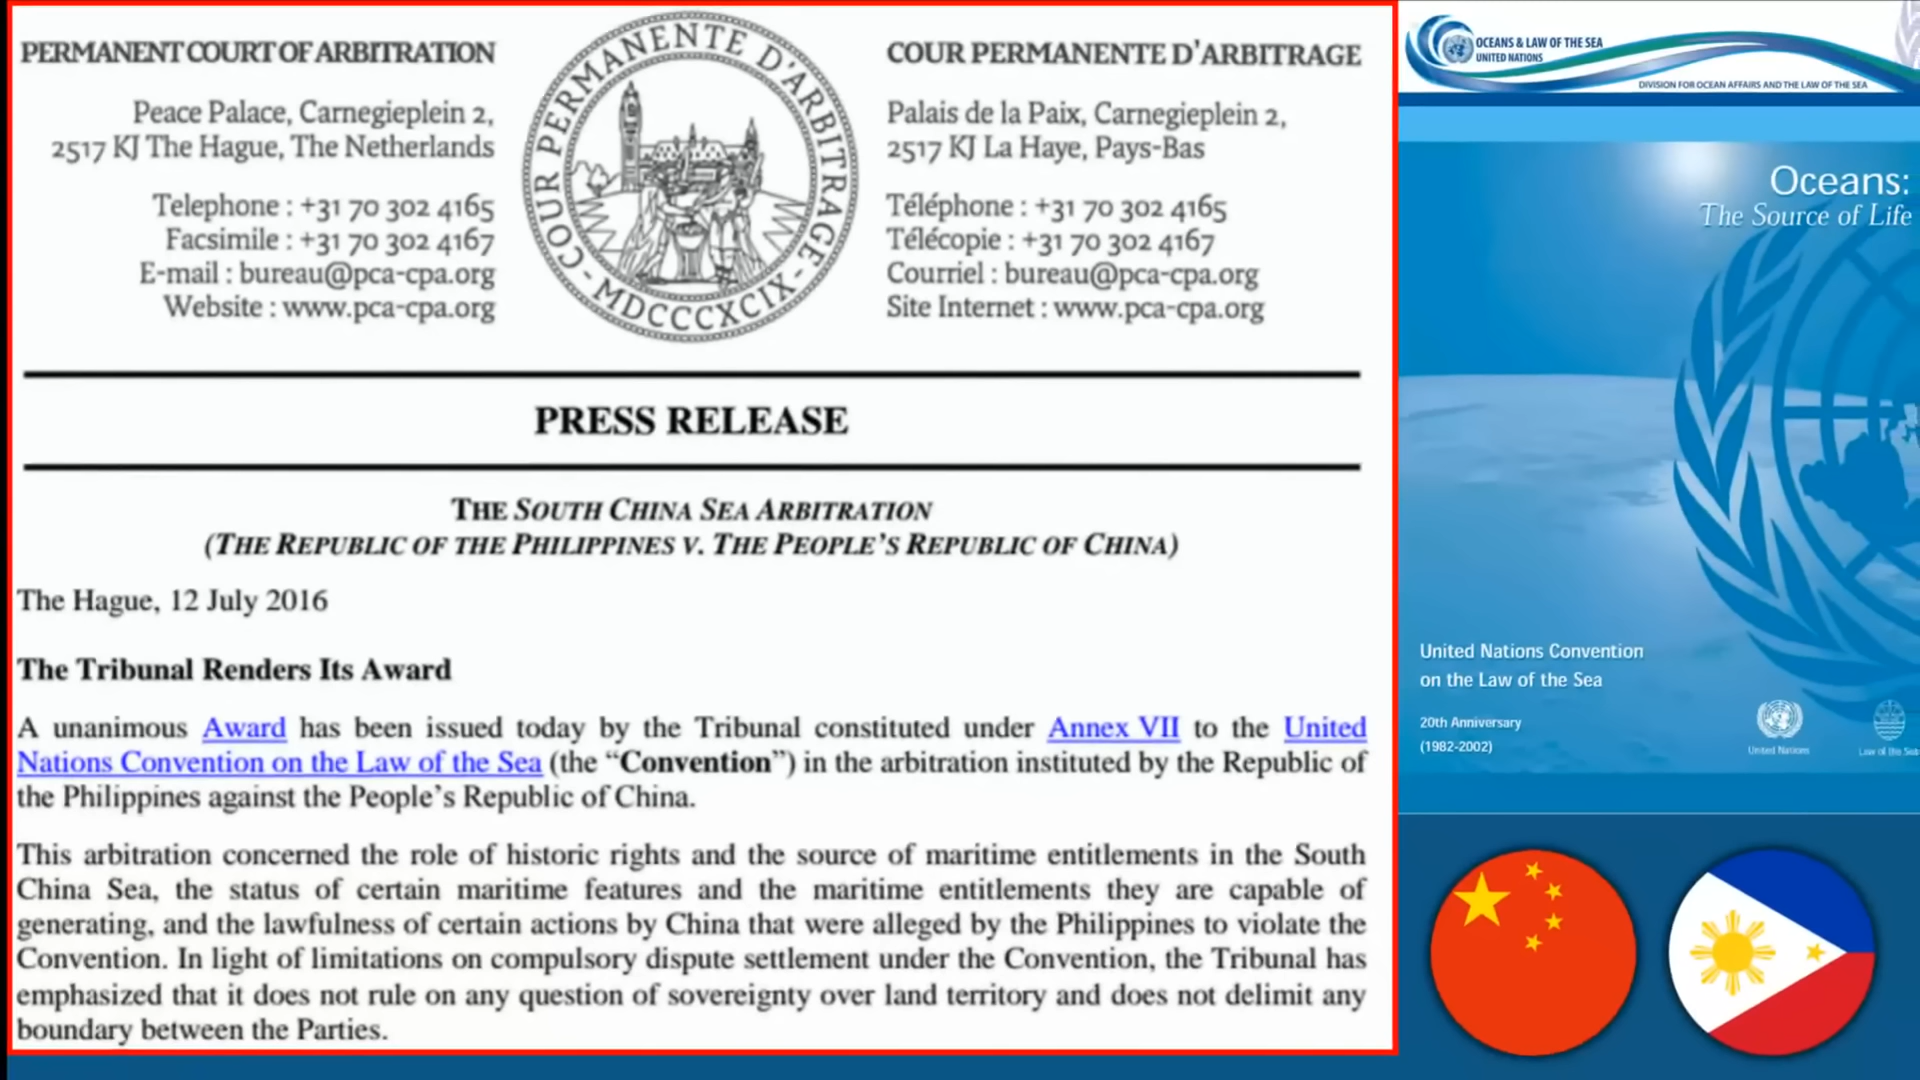 PERMANENT COURT OF ARBITRATION
Peace Palace, Carnegieplein 2,
2517 KJ The Hague, The Netherlands
Telephone : +31 70 302 4165
Facsimile : +31 70 302 4167
E-mail : bureau@pca-cpa.org
Website : www.pca-cpa.org
COUR PERMANENTE D'ARBITRAGE - MDCCCXCIX -
COUR PERMANENTE D'ARBITRAGE
Palais de la Paix, Carnegieplein 2,
2517 KJ La Haye, Pays-Bas
Téléphone : +31 70 302 4165
Télécopie : +31 70 302 4167
Courriel : bureau@pca-cpa.org
Site Internet : www.pca-cpa.org
PRESS RELEASE
THE SOUTH CHINA SEA ARBITRATION
(THE REPUBLIC OF THE PHILIPPINES V. THE PEOPLE'S REPUBLIC OF CHINA)
The Hague, 12 July 2016
The Tribunal Renders Its Award
A unanimous Award has been issued today by the Tribunal constituted under Annex VII to the United
Nations Convention on the Law of the Sea (the “Convention”) in the arbitration instituted by the Republic of
the Philippines against the People’s Republic of China.
This arbitration concerned the role of historic rights and the source of maritime entitlements in the South
China Sea, the status of certain maritime features and the maritime entitlements they are capable of
generating, and the lawfulness of certain actions by China that were alleged by the Philippines to violate the
Convention. In light of limitations on compulsory dispute settlement under the Convention, the Tribunal has
emphasized that it does not rule on any question of sovereignty over land territory and does not delimit any
boundary between the Parties.
OCEANS & LAW OF THE SEA
UNITED NATIONS
DIVISION FOR OCEAN AFFAIRS AND THE LAW OF THE SEA
Oceans:
The Source of Life
United Nations Convention
on the Law of the Sea
20th Anniversary
(1982-2002)
United Nations
Law of the Sea